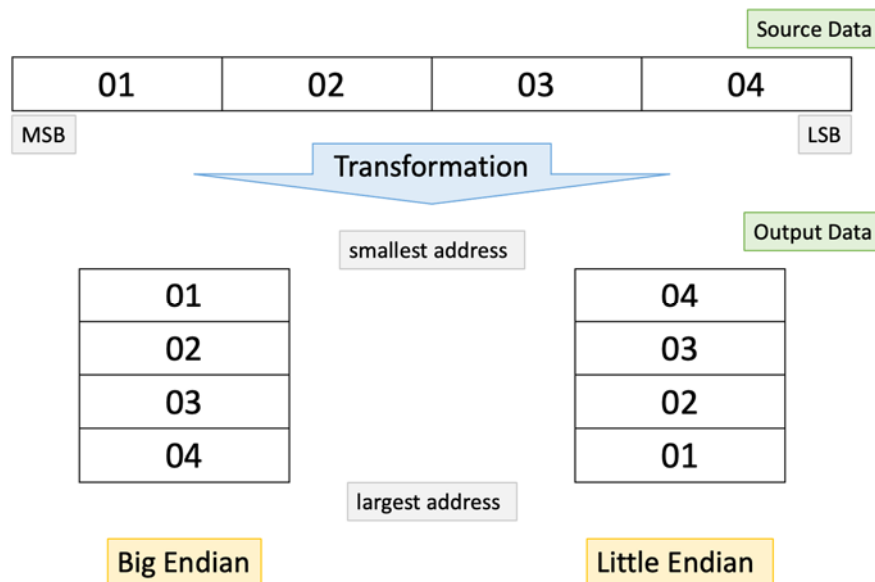 Source Data
01 02 03 04
MSB LSB
Transformation
Output Data
smallest address
01 04
02 03
03 02
04 01
largest address
Big Endian Little Endian